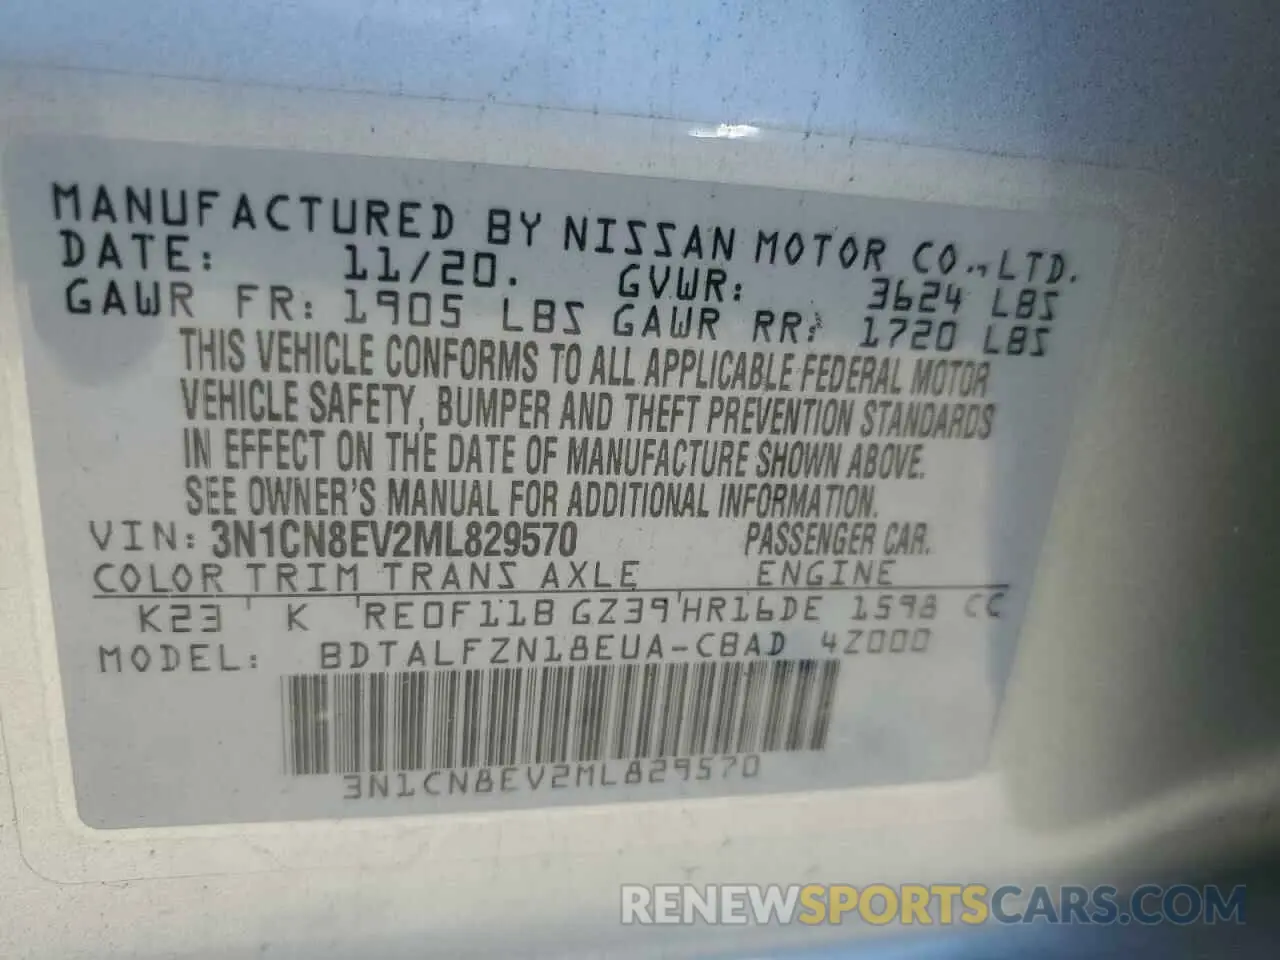 MANUFACTURED BY NISSAN MOTOR CO., LTD.
DATE: 11/20. GVWR: 3624 LBS
GAWR FR: 1905 LBS GAWR RR: 1720 LBS
THIS VEHICLE CONFORMS TO ALL APPLICABLE FEDERAL MOTOR
VEHICLE SAFETY, BUMPER AND THEFT PREVENTION STANDARDS
IN EFFECT ON THE DATE OF MANUFACTURE SHOWN ABOVE.
SEE OWNER'S MANUAL FOR ADDITIONAL INFORMATION.
VIN: 3N1CN8EV2ML829570 PASSENGER CAR.
COLOR TRIM TRANS AXLE ENGINE
K23 K RE0F11B GZ39 HR16DE 1598 CC
MODEL: BDTALFZN18EUA-CBAD 4Z000
3N1CN8EV2ML829570
RENEWSPORTSCARS.COM